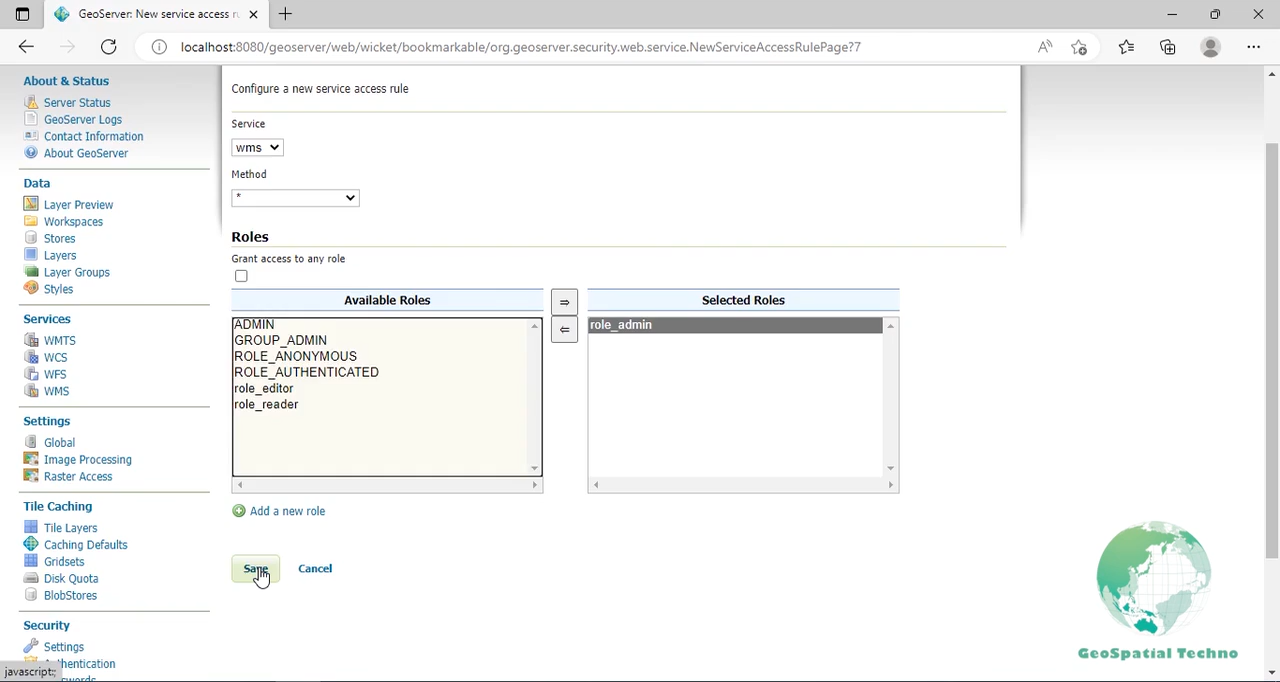 GeoServer: New service access ru
localhost:8080/geoserver/web/wicket/bookmarkable/org.geoserver.security.web.service.NewServiceAccessRulePage?7
About & Status
Server Status
GeoServer Logs
Contact Information
About GeoServer
Data
Layer Preview
Workspaces
Stores
Layers
Layer Groups
Styles
Services
WMTS
WCS
WFS
WMS
Settings
Global
Image Processing
Raster Access
Tile Caching
Tile Layers
Caching Defaults
Gridsets
Disk Quota
BlobStores
Security
Settings
javascript:;
Configure a new service access rule
Service
wms
Method
*
Roles
Grant access to any role
Available Roles
ADMIN
GROUP_ADMIN
ROLE_ANONYMOUS
ROLE_AUTHENTICATED
role_editor
role_reader
⇒
⇐
Selected Roles
role_admin
Add a new role
Save
Cancel
GeoSpatial Techno